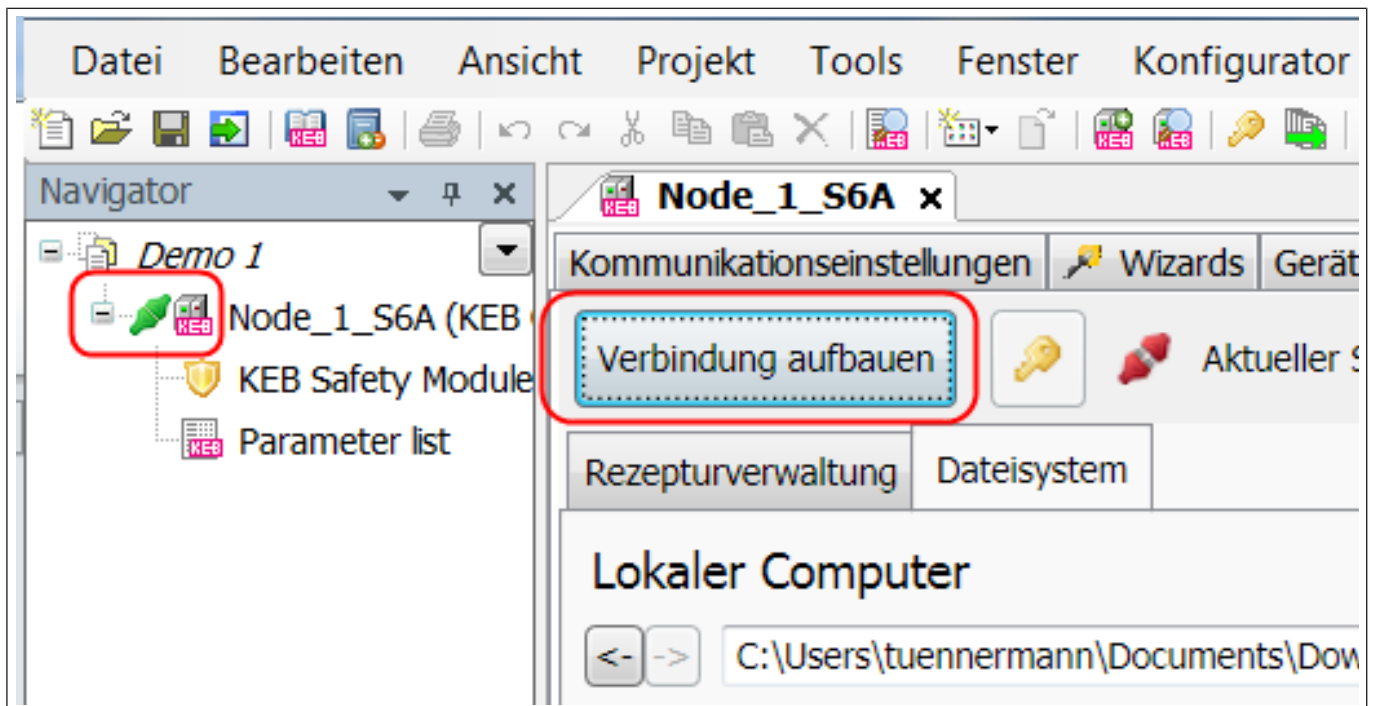 Datei Bearbeiten Ansicht Projekt Tools Fenster Konfigurator
Navigator
Node_1_S6A
Demo 1
Kommunikationseinstellungen Wizards Gerät
Node_1_S6A (KEB
Verbindung aufbauen
Aktueller S
KEB Safety Module
Parameter list
Rezepturverwaltung Dateisystem
Lokaler Computer
<- -> C:\Users\tuennermann\Documents\Dow